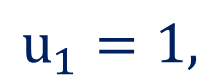 u₁ = 1,